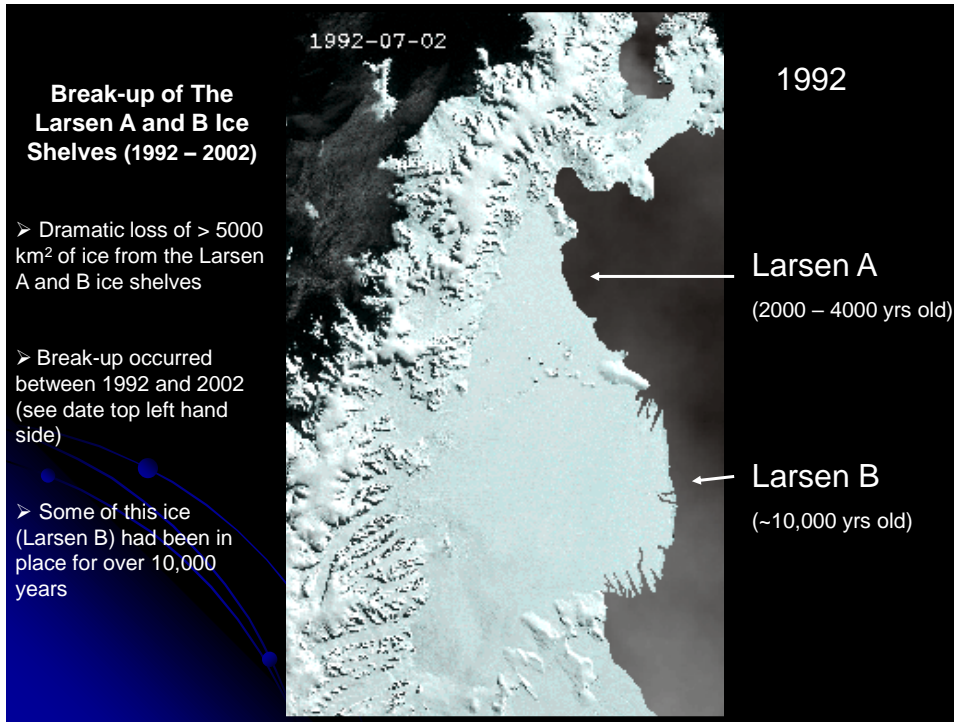 1992-07-02
Break-up of The
Larsen A and B Ice
Shelves (1992 – 2002)
➢ Dramatic loss of > 5000
km² of ice from the Larsen
A and B ice shelves
➢ Break-up occurred
between 1992 and 2002
(see date top left hand
side)
➢ Some of this ice
(Larsen B) had been in
place for over 10,000
years
1992
Larsen A
(2000 – 4000 yrs old)
Larsen B
(~10,000 yrs old)